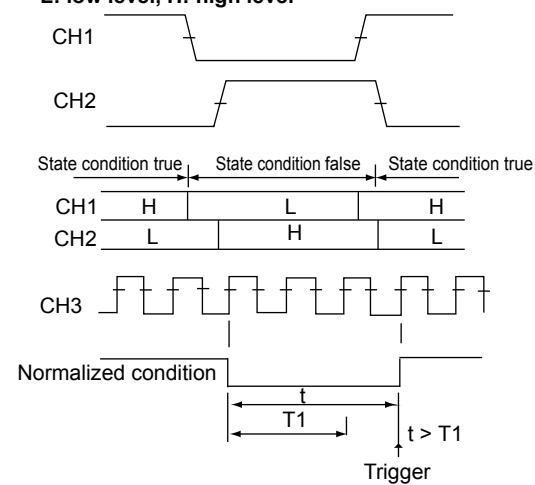 L: low level, H: high level
CH1
CH2
State condition true State condition false State condition true
CH1 H L H
CH2 L H L
CH3
Normalized condition
t
T1
t > T1
Trigger